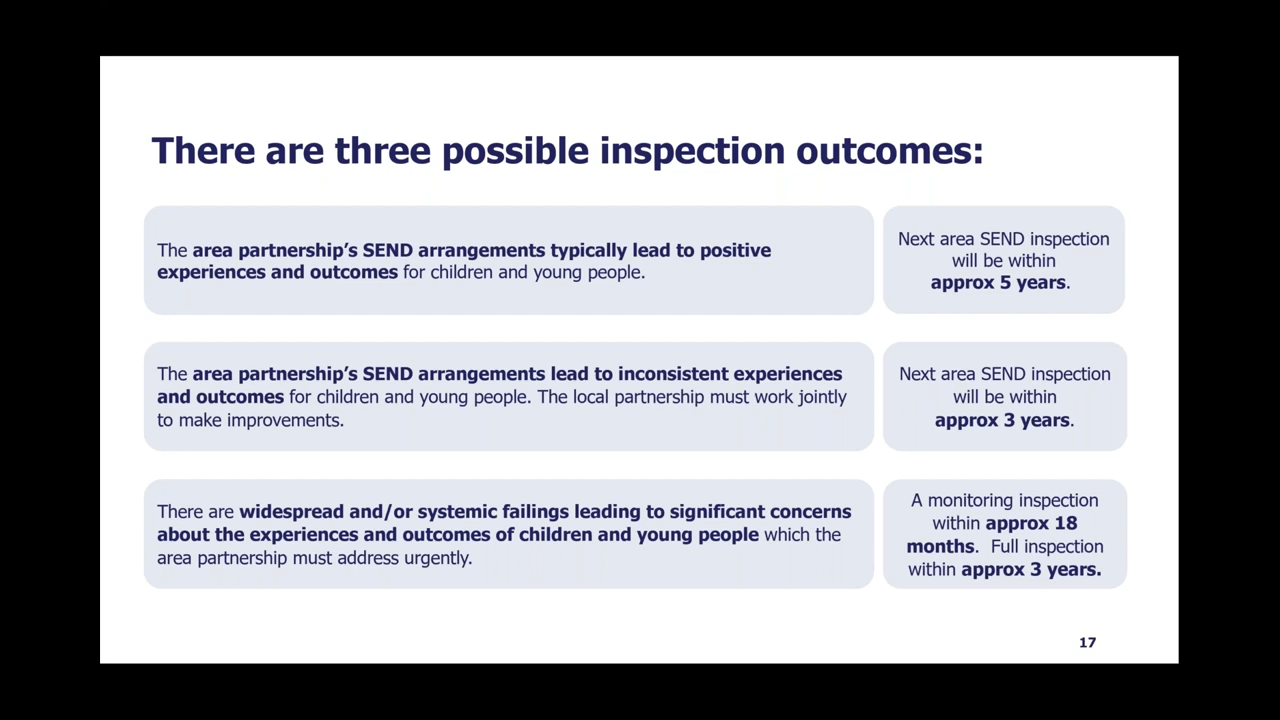 There are three possible inspection outcomes:
The area partnership’s SEND arrangements typically lead to positive
experiences and outcomes for children and young people.
Next area SEND inspection
will be within
approx 5 years.
The area partnership’s SEND arrangements lead to inconsistent experiences
and outcomes for children and young people. The local partnership must work jointly
to make improvements.
Next area SEND inspection
will be within
approx 3 years.
There are widespread and/or systemic failings leading to significant concerns
about the experiences and outcomes of children and young people which the
area partnership must address urgently.
A monitoring inspection
within approx 18
months.  Full inspection
within approx 3 years.
17